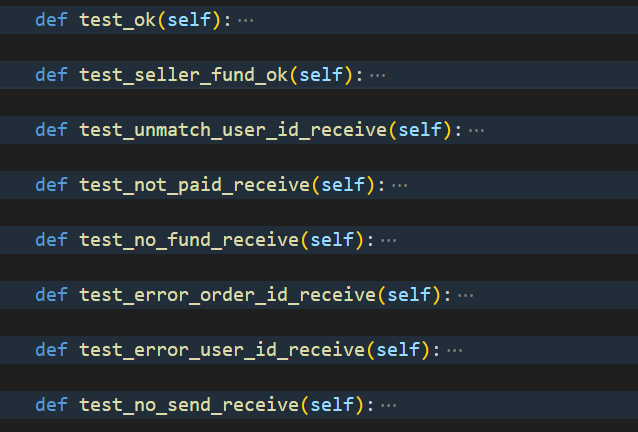 def test_ok(self):···
def test_seller_fund_ok(self):···
def test_unmatch_user_id_receive(self):···
def test_not_paid_receive(self):···
def test_no_fund_receive(self):···
def test_error_order_id_receive(self):···
def test_error_user_id_receive(self):···
def test_no_send_receive(self):···